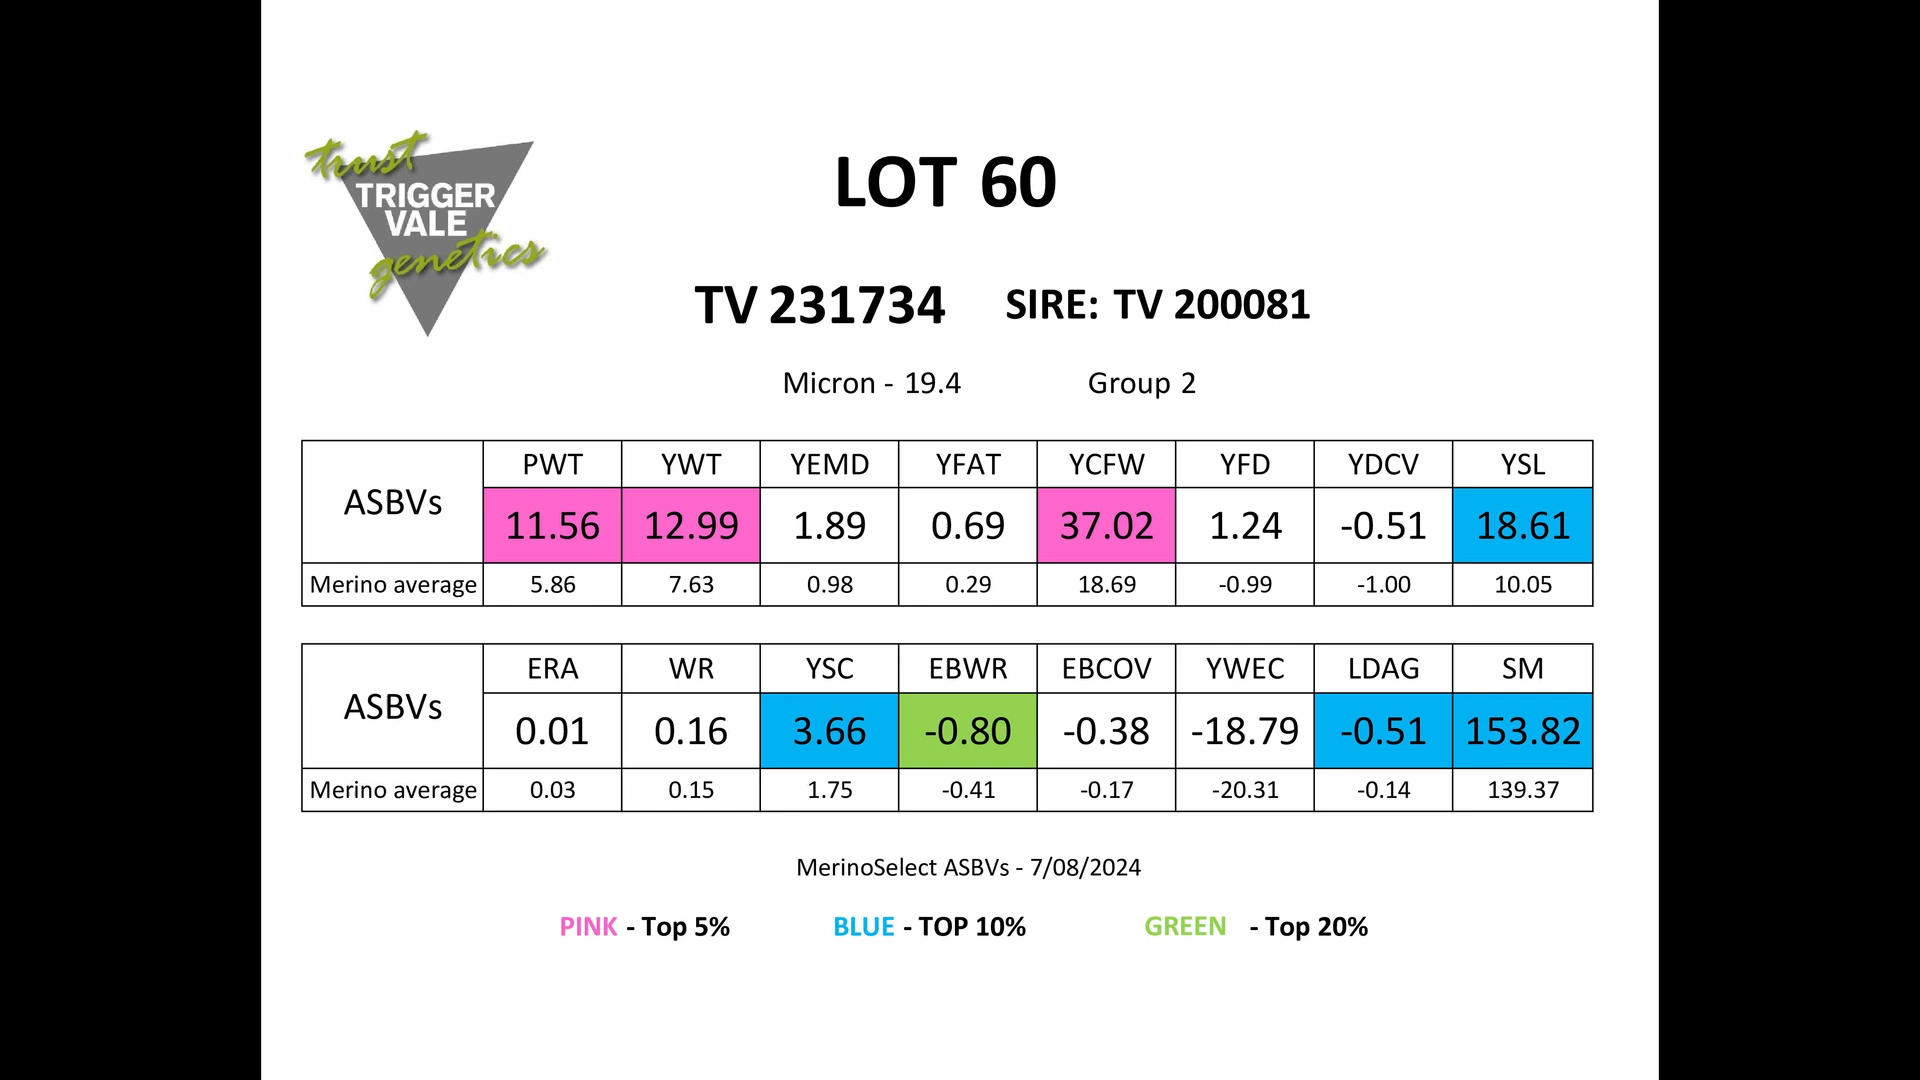 trust
TRIGGER
VALE
genetics
LOT 60
TV 231734 SIRE: TV 200081
Micron - 19.4 Group 2
ASBVs PWT YWT YEMD YFAT YCFW YFD YDCV YSL
11.56 12.99 1.89 0.69 37.02 1.24 -0.51 18.61
Merino average 5.86 7.63 0.98 0.29 18.69 -0.99 -1.00 10.05
ASBVs ERA WR YSC EBWR EBCOV YWEC LDAG SM
0.01 0.16 3.66 -0.80 -0.38 -18.79 -0.51 153.82
Merino average 0.03 0.15 1.75 -0.41 -0.17 -20.31 -0.14 139.37
MerinoSelect ASBVs - 7/08/2024
PINK - Top 5% BLUE - TOP 10% GREEN - Top 20%